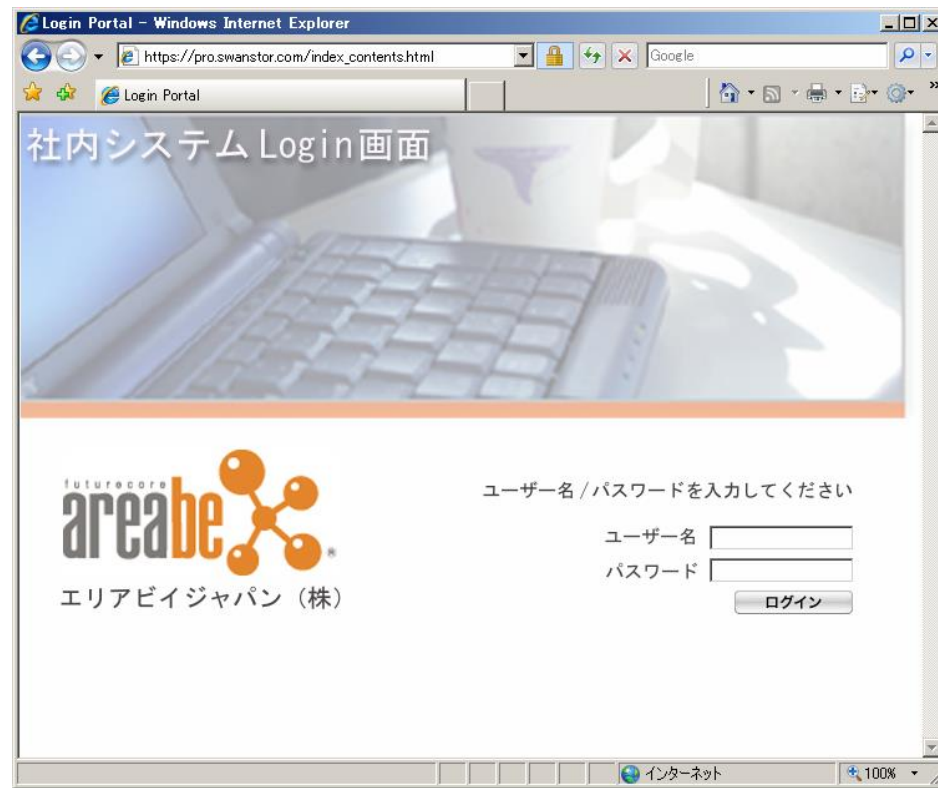 Login Portal - Windows Internet Explorer
https://pro.swanstor.com/index_contents.html
Google
Login Portal
社内システムLogin画面
futurecore
areabe
ユーザー名/パスワードを入力してください
ユーザー名
パスワード
エリアビイジャパン（株）
ログイン
インターネット
100%